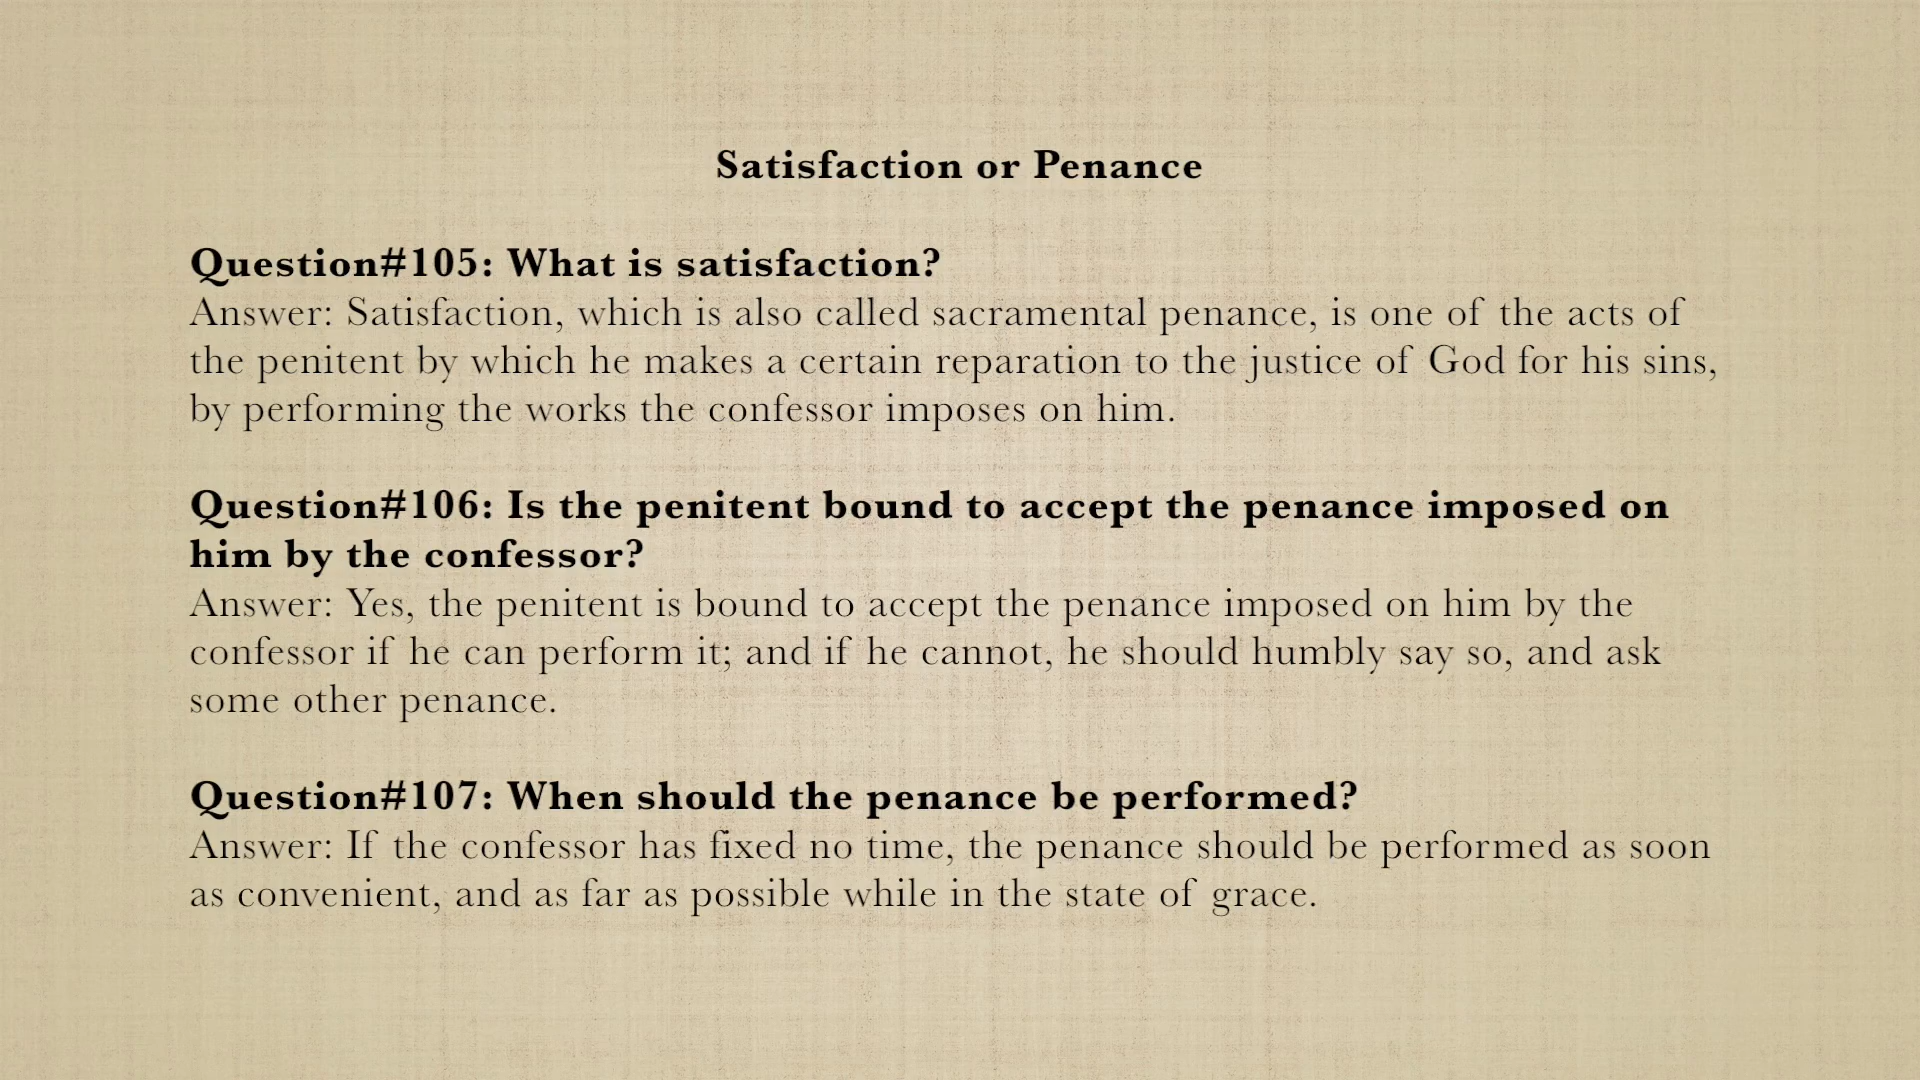 Satisfaction or Penance
Question#105: What is satisfaction?
Answer: Satisfaction, which is also called sacramental penance, is one of the acts of
the penitent by which he makes a certain reparation to the justice of God for his sins,
by performing the works the confessor imposes on him.
Question#106: Is the penitent bound to accept the penance imposed on
him by the confessor?
Answer: Yes, the penitent is bound to accept the penance imposed on him by the
confessor if he can perform it; and if he cannot, he should humbly say so, and ask
some other penance.
Question#107: When should the penance be performed?
Answer: If the confessor has fixed no time, the penance should be performed as soon
as convenient, and as far as possible while in the state of grace.